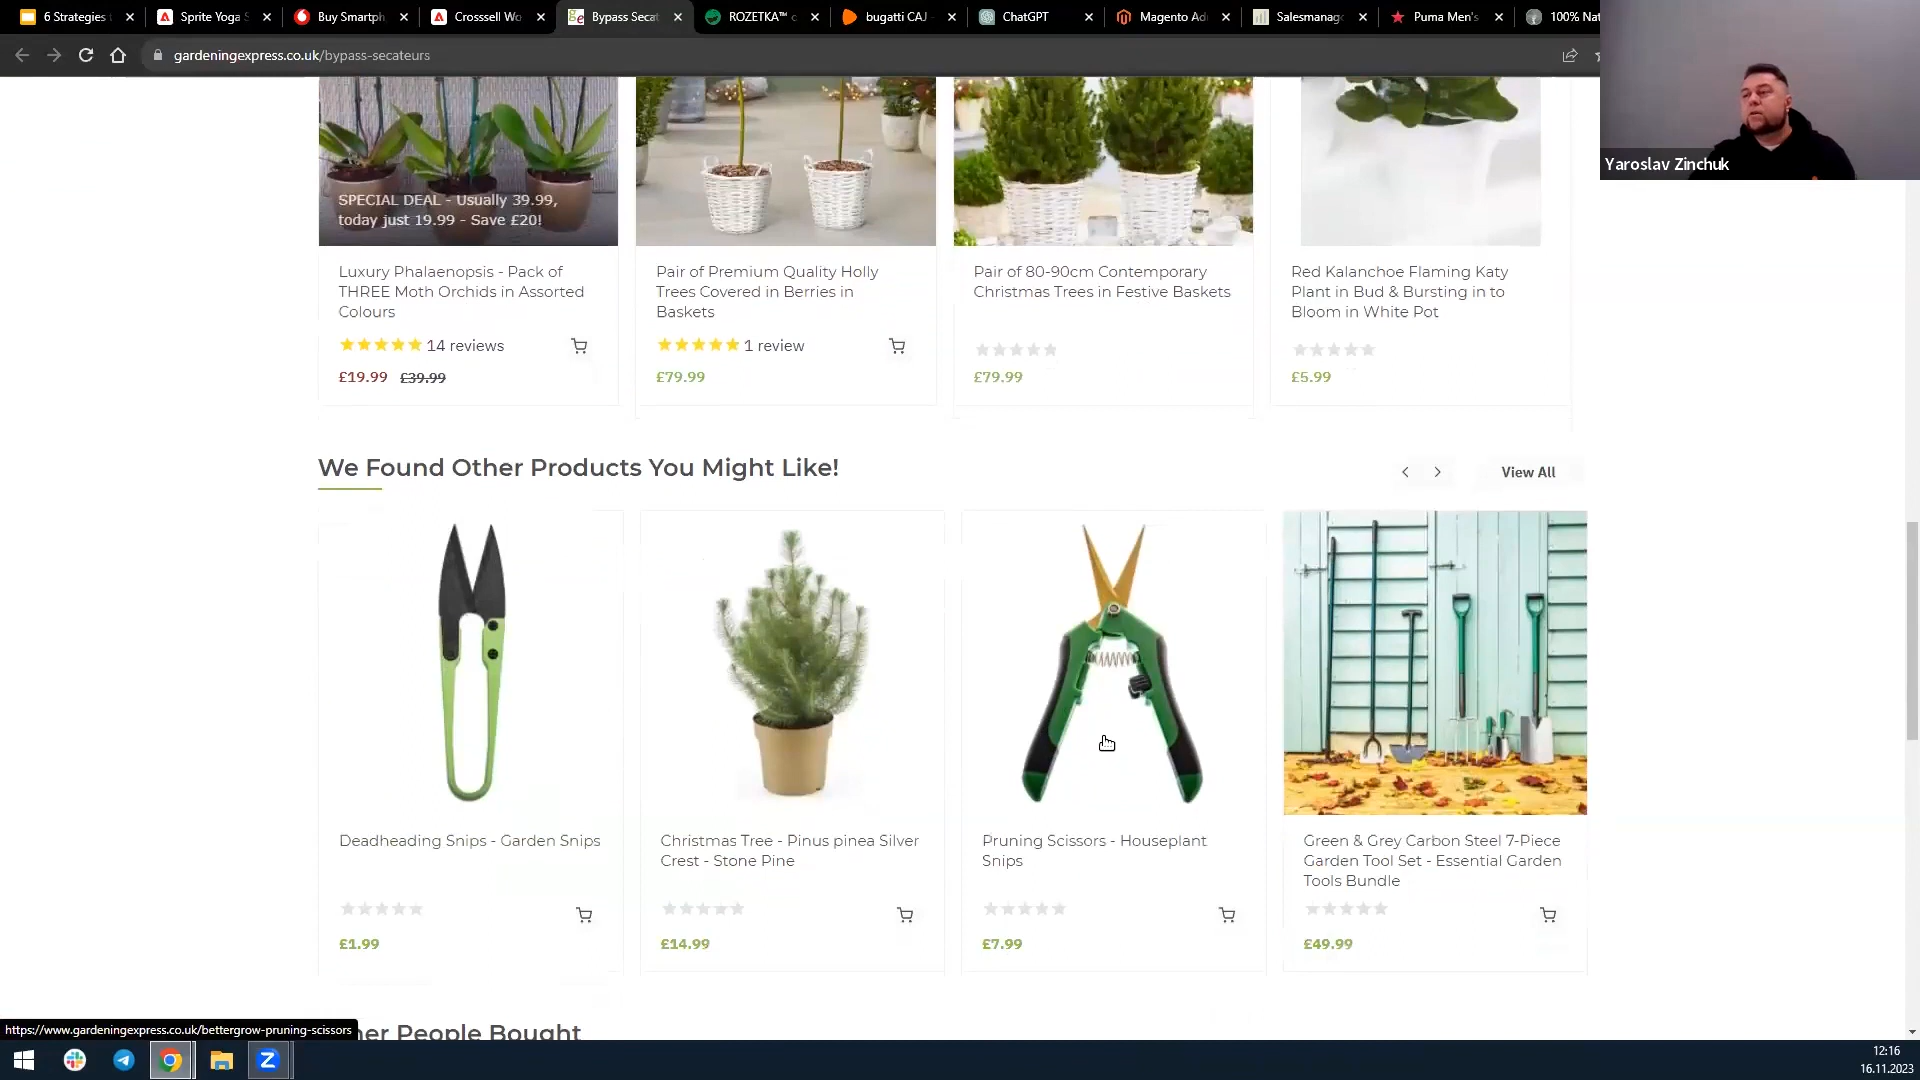 6 Strategies
Sprite Yoga S
Buy Smartph
Crosssell Wo
Bypass Secat
ROZETKA™
bugatti CAJ
ChatGPT
Magento Ad
Salesmanag
Puma Men's
100% Nat
gardeningexpress.co.uk/bypass-secateurs
Yaroslav Zinchuk
SPECIAL DEAL - Usually 39.99,
today just 19.99 - Save £20!
Luxury Phalaenopsis - Pack of
THREE Moth Orchids in Assorted
Colours
14 reviews
£19.99 £39.99
Pair of Premium Quality Holly
Trees Covered in Berries in
Baskets
1 review
£79.99
Pair of 80-90cm Contemporary
Christmas Trees in Festive Baskets
£79.99
Red Kalanchoe Flaming Katy
Plant in Bud & Bursting in to
Bloom in White Pot
£5.99
We Found Other Products You Might Like!
View All
Deadheading Snips - Garden Snips
£1.99
Christmas Tree - Pinus pinea Silver
Crest - Stone Pine
£14.99
Pruning Scissors - Houseplant
Snips
£7.99
Green & Grey Carbon Steel 7-Piece
Garden Tool Set - Essential Garden
Tools Bundle
£49.99
https://www.gardeningexpress.co.uk/bettergrow-pruning-scissors
her People Bought
12:16
16.11.2023